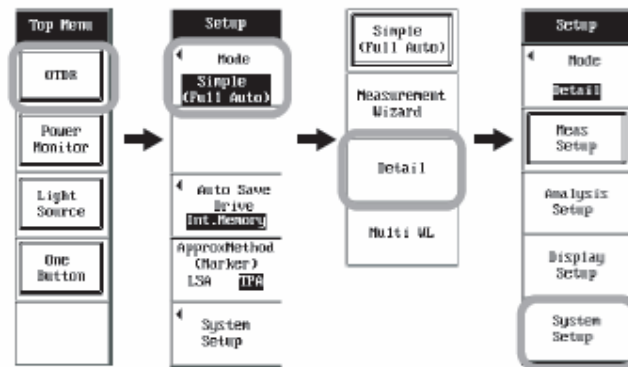 Top Menu
OTDR
Power
Monitor
Light
Source
One
Button
Setup
Mode
Simple
(Full Auto)
Auto Save
Drive
Int.Memory
ApproxMethod
(Marker)
LSA TPA
System
Setup
Simple
(Full Auto)
Measurement
Wizard
Detail
Multi WL
Setup
Mode
Detail
Meas
Setup
Analysis
Setup
Display
Setup
System
Setup